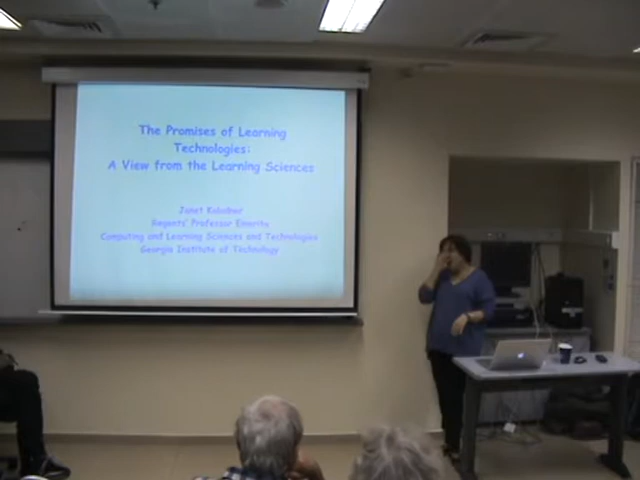 The Promises of Learning
Technologies:
A View from the Learning Sciences
Janet Kolodner
Regents' Professor Emerita
Computing and Learning Sciences and Technologies
Georgia Institute of Technology